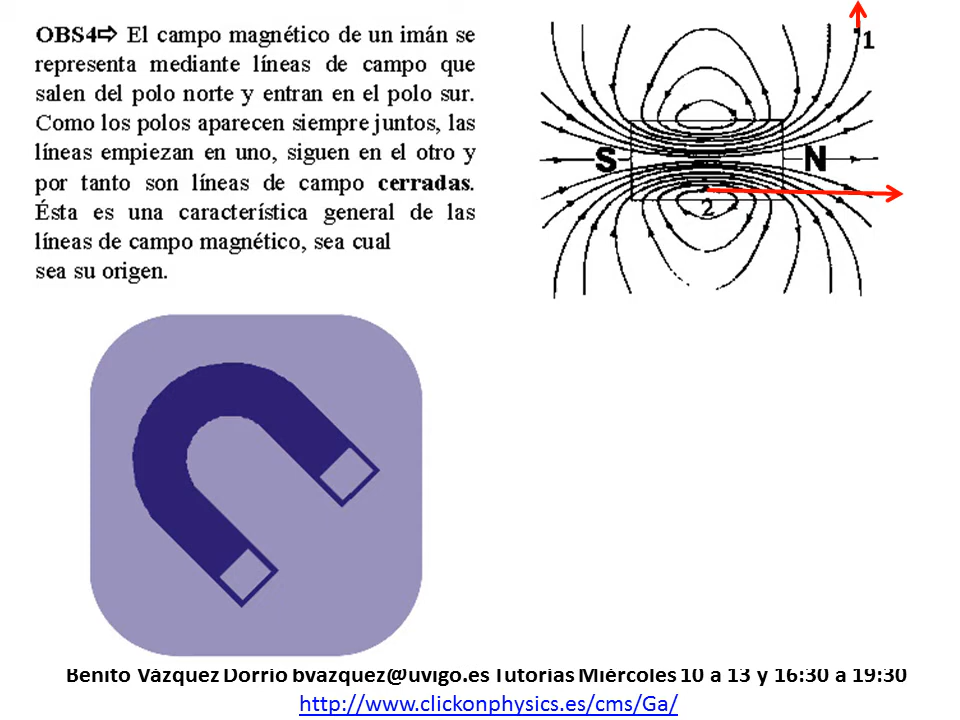 OBS4⇨ El campo magnético de un imán se
representa mediante líneas de campo que
salen del polo norte y entran en el polo sur.
Como los polos aparecen siempre juntos, las
líneas empiezan en uno, siguen en el otro y
por tanto son líneas de campo cerradas.
Ésta es una característica general de las
líneas de campo magnético, sea cual
sea su origen.
1
S N
2
Benito Vázquez Dorrío bvazquez@uvigo.es Tutorías Miércoles 10 a 13 y 16:30 a 19:30
http://www.clickonphysics.es/cms/Ga/